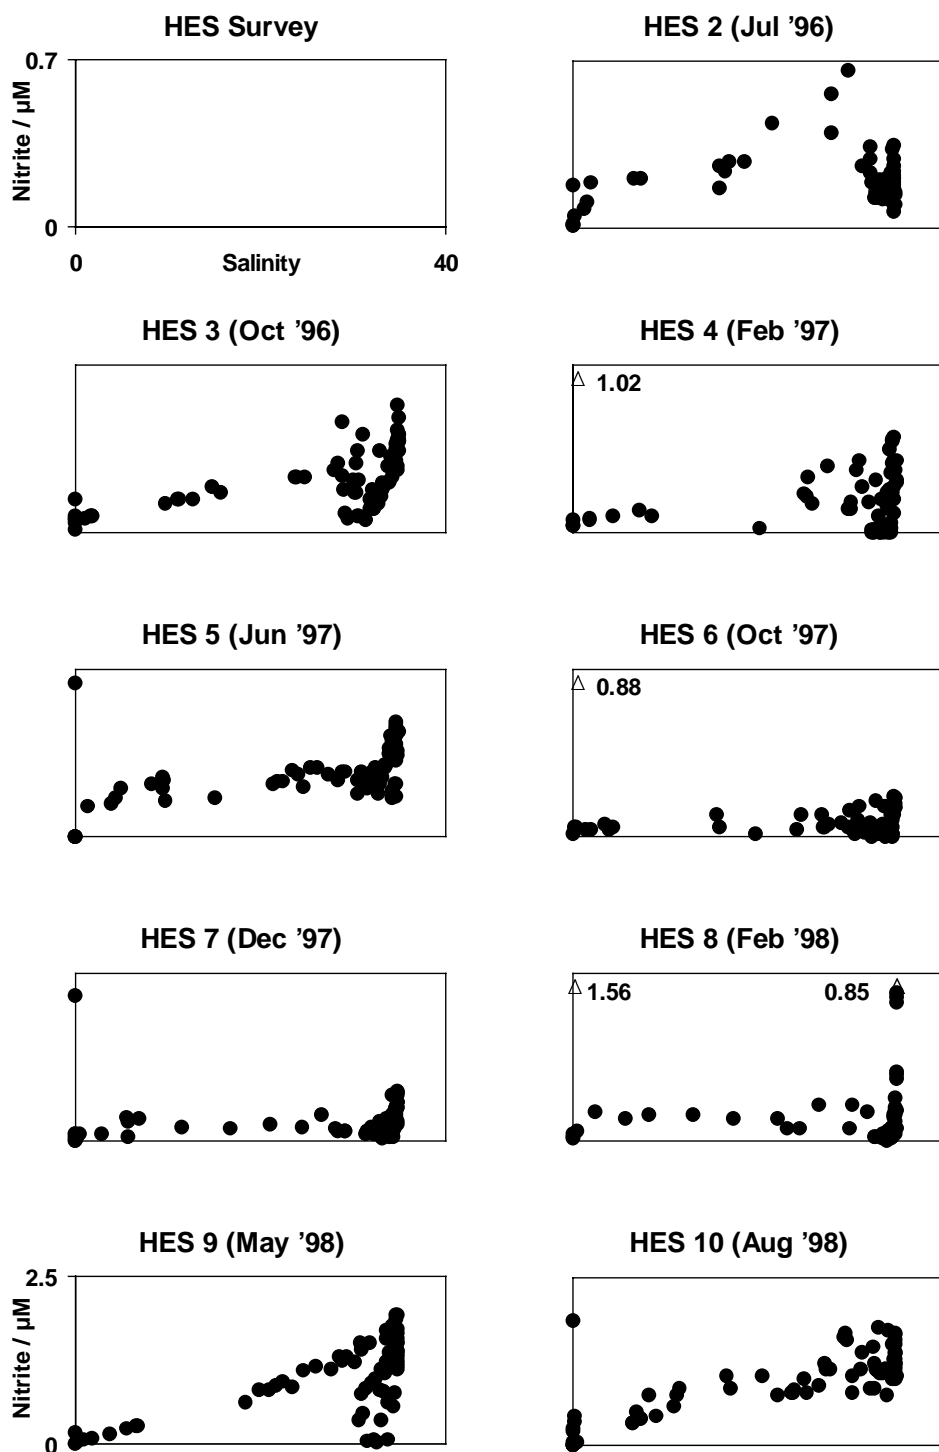 HES Survey
HES 2 (Jul ’96)
0.7
Nitrite / µM
0
0
Salinity
40
HES 3 (Oct ’96)
HES 4 (Feb ’97)
1.02
HES 5 (Jun ’97)
HES 6 (Oct ’97)
0.88
HES 7 (Dec ’97)
HES 8 (Feb ’98)
1.56
0.85
HES 9 (May ’98)
HES 10 (Aug ’98)
2.5
Nitrite / µM
0